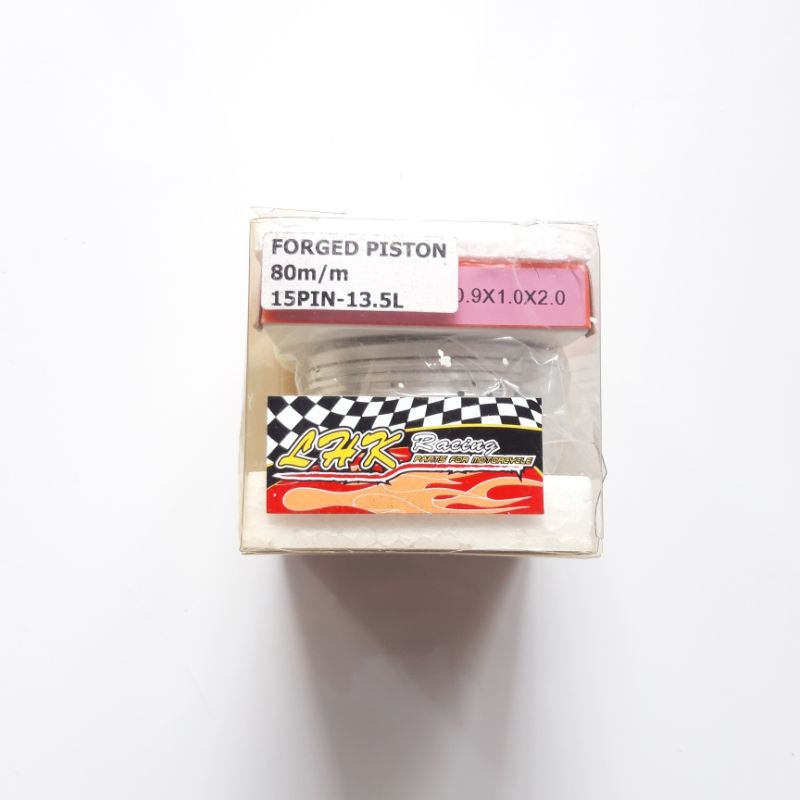 FORGED PISTON
80m/m
15PIN-13.5L
0.9X1.0X2.0
LHK Racing
PARTS FOR MOTORCYCLE